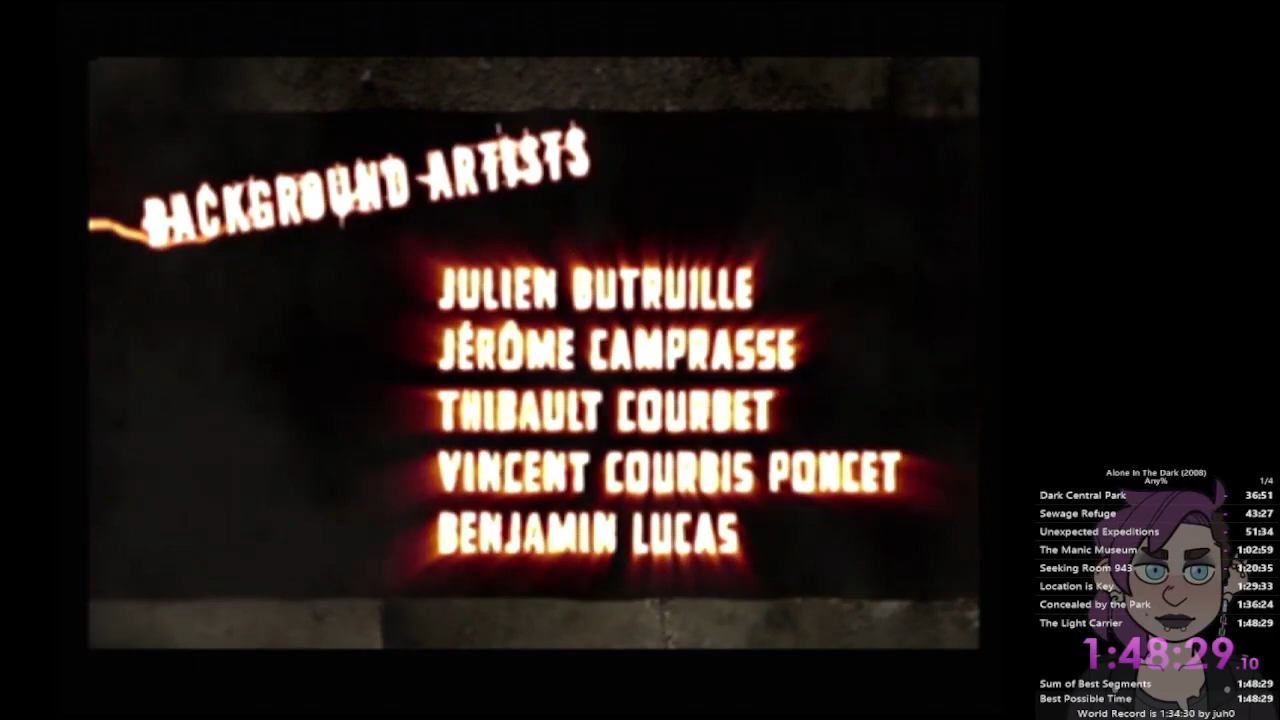 BACKGROUND ARTISTS
JULIEN BUTRUILLE
JÉRÔME CAMPRASSE
THIBAULT COURBET
VINCENT COURBIS PONCET
BENJAMIN LUCAS
Alone In The Dark (2008)
Any% 1/4
Dark Central Park - 36:51
Sewage Refuge - 43:27
Unexpected Expeditions - 51:34
The Manic Museum - 1:02:59
Seeking Room 943 - 1:20:35
Location is Key - 1:29:33
Concealed by the Park - 1:36:24
The Light Carrier - 1:48:29
1:48:29.10
Sum of Best Segments 1:48:29
Best Possible Time 1:48:29
World Record is 1:34:30 by juh0